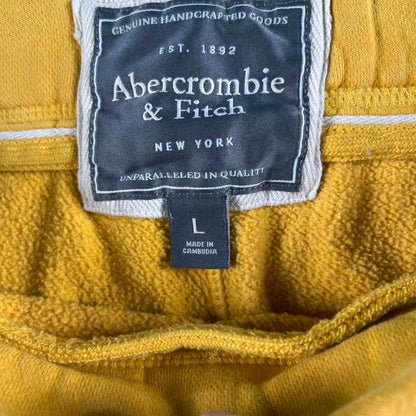 GENUINE HANDCRAFTED GOODS
EST. 1892
Abercrombie
& Fitch
NEW YORK
UNPARALLELED IN QUALITY
L
MADE IN
CAMBODIA